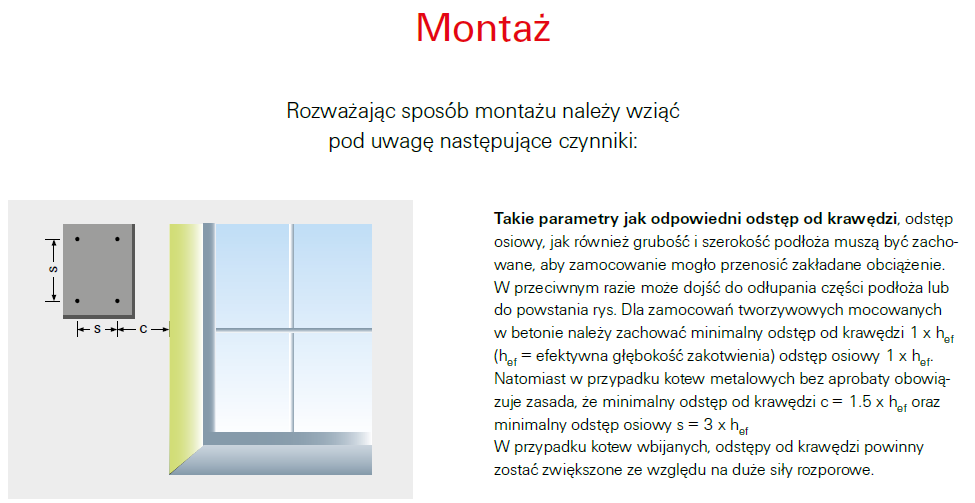 Montaż
Rozważając sposób montażu należy wziąć
pod uwagę następujące czynniki:
s
s
c
Takie parametry jak odpowiedni odstęp od krawędzi, odstęp
osiowy, jak również grubość i szerokość podłoża muszą być zacho-
wane, aby zamocowanie mogło przenosić zakładane obciążenie.
W przeciwnym razie może dojść do odłupania części podłoża lub
do powstania rys. Dla zamocowań tworzywowych mocowanych
w betonie należy zachować minimalny odstęp od krawędzi 1 x hef
(hef = efektywna głębokość zakotwienia) odstęp osiowy 1 x hef.
Natomiast w przypadku kotew metalowych bez aprobaty obowią-
zuje zasada, że minimalny odstęp od krawędzi c = 1.5 x hef oraz
minimalny odstęp osiowy s = 3 x hef
W przypadku kotew wbijanych, odstępy od krawędzi powinny
zostać zwiększone ze względu na duże siły rozporowe.